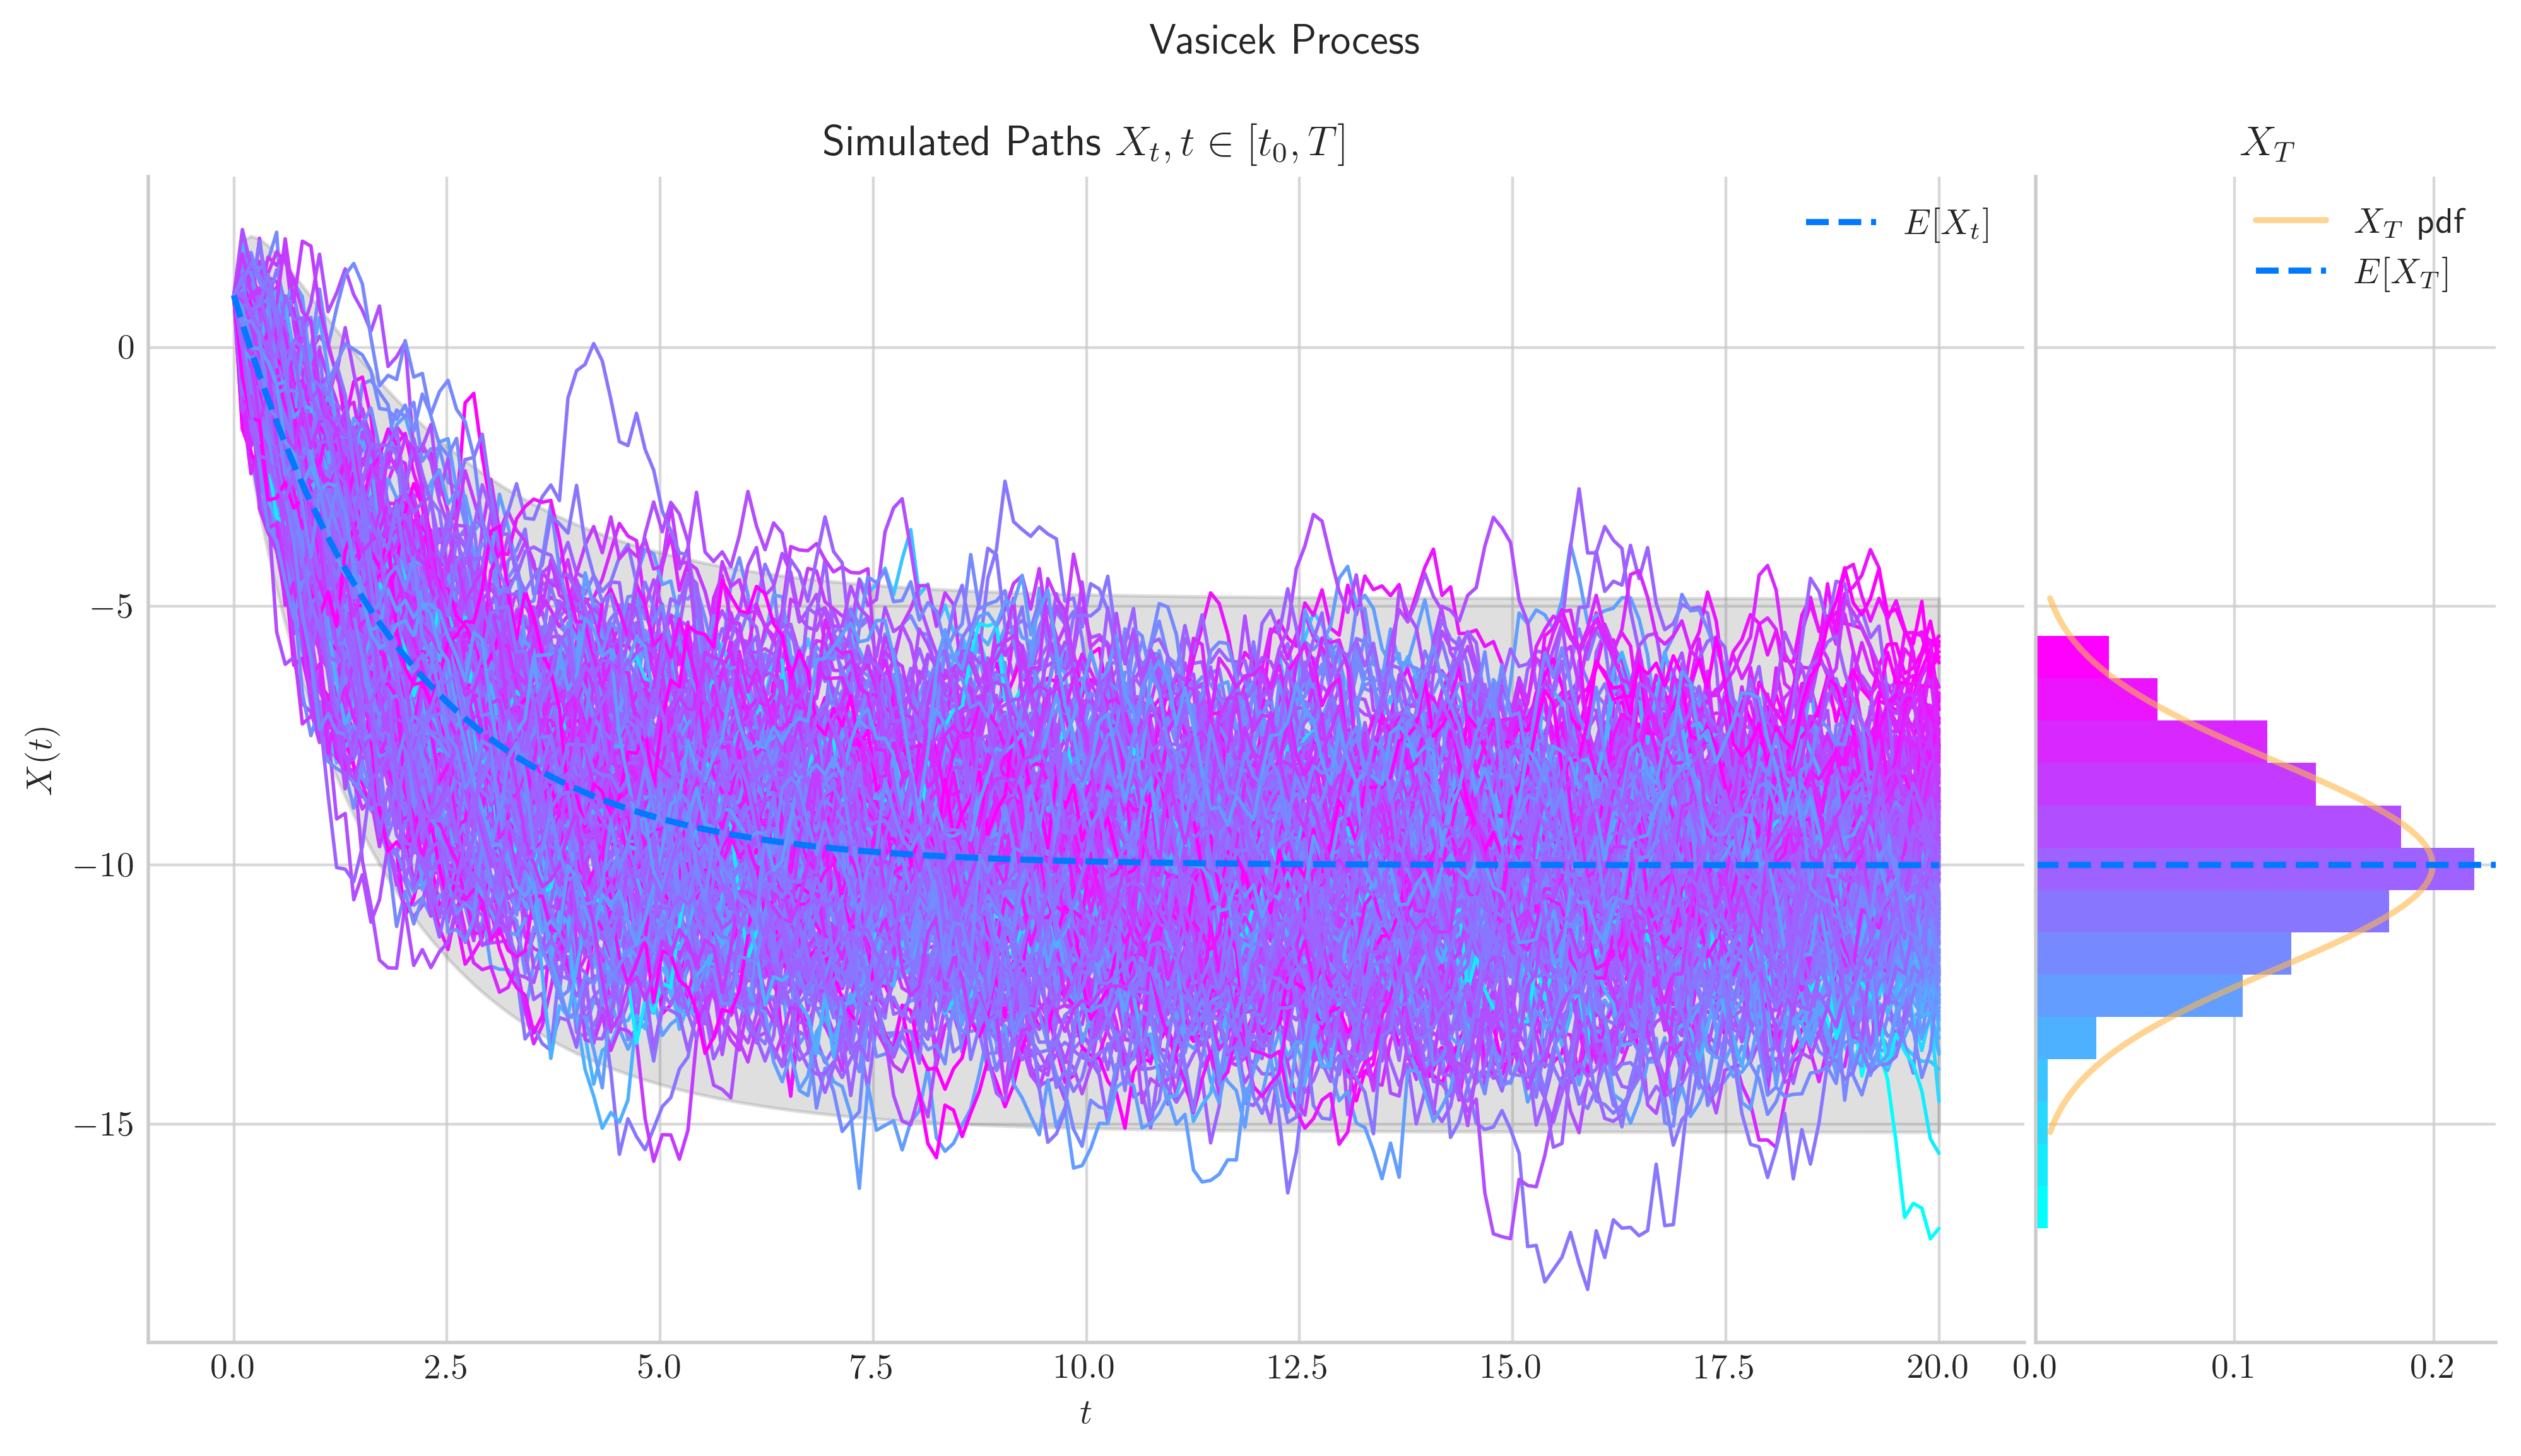 Vasicek Process
Simulated Paths $X_t, t \in [t_0, T]$
$X_T$
$E[X_t]$
$X_T$ pdf
$E[X_T]$
0
−5
−10
−15
$X(t)$
0.0 2.5 5.0 7.5 10.0 12.5 15.0 17.5 20.0
0.0 0.1 0.2
$t$